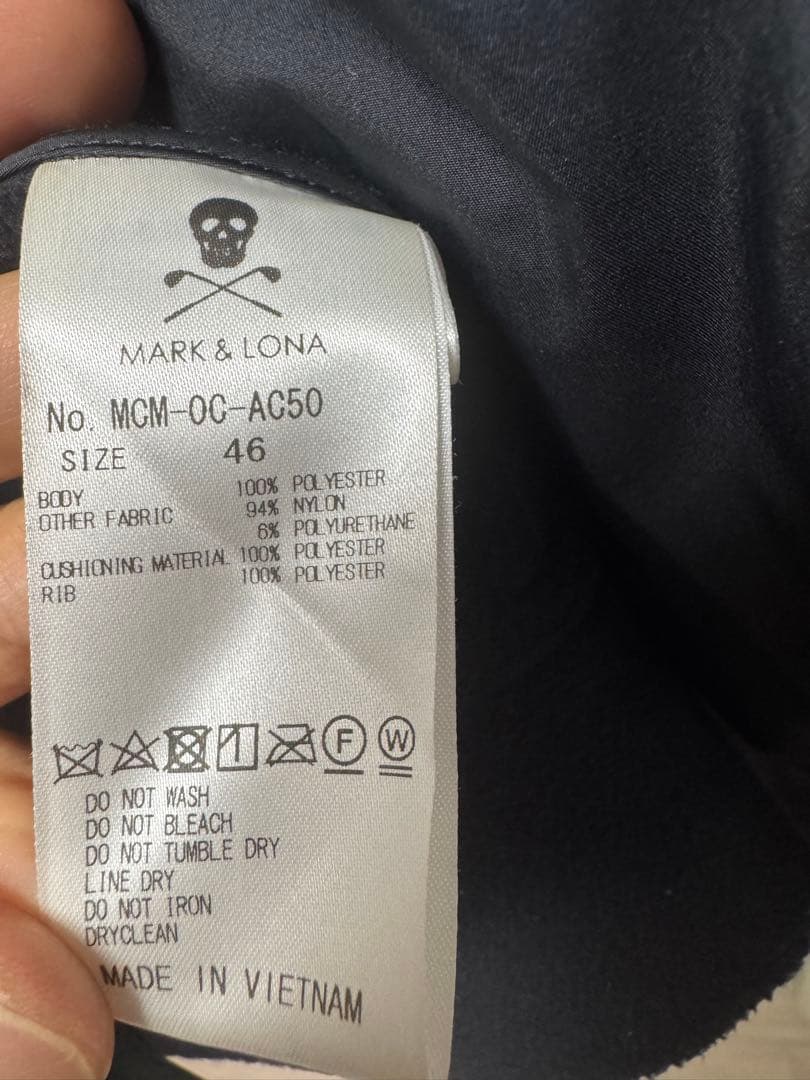 MARK & LONA
No. MCM-OC-AC50
SIZE 46
BODY 100% POLYESTER
OTHER FABRIC 94% NYLON
6% POLYURETHANE
CUSHIONING MATERIAL 100% POLYESTER
RIB 100% POLYESTER
F W
DO NOT WASH
DO NOT BLEACH
DO NOT TUMBLE DRY
LINE DRY
DO NOT IRON
DRYCLEAN
MADE IN VIETNAM